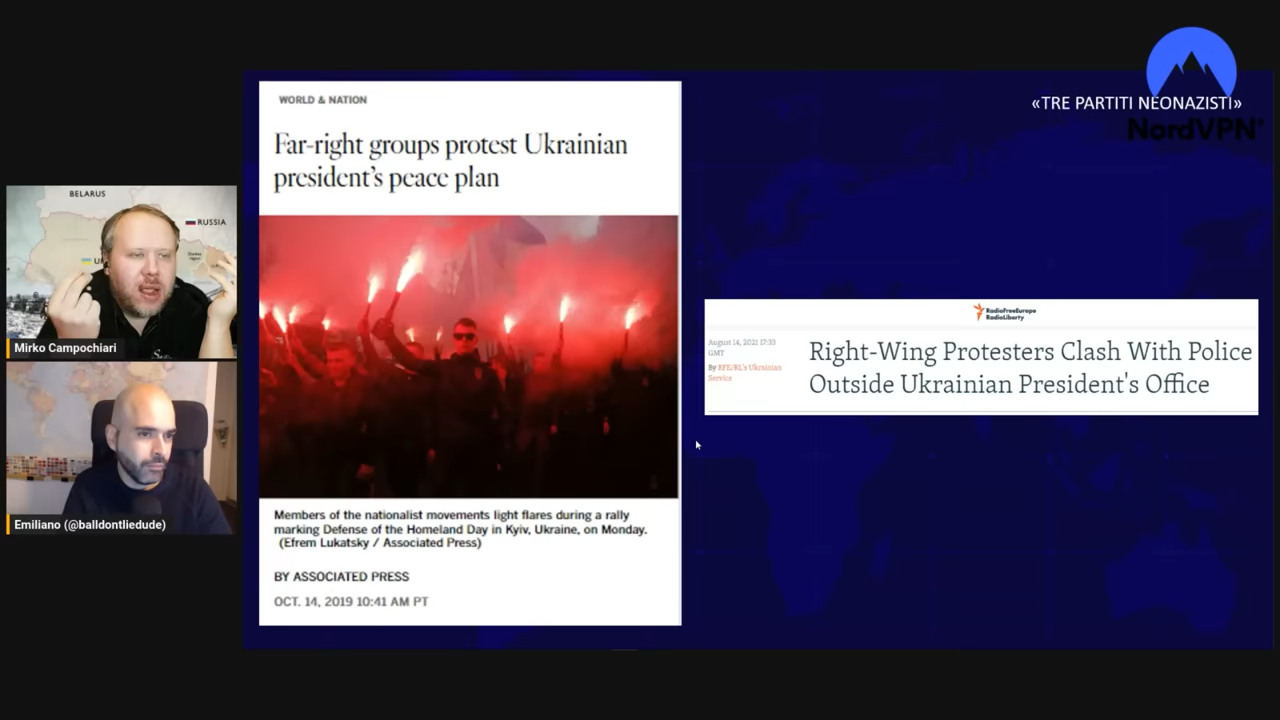 «TRE PARTITI NEONAZISTI»
NordVPN®
WORLD & NATION
Far-right groups protest Ukrainian
president's peace plan
Members of the nationalist movements light flares during a rally
marking Defense of the Homeland Day in Kyiv, Ukraine, on Monday.
(Efrem Lukatsky / Associated Press)
BY ASSOCIATED PRESS
OCT. 14, 2019 10:41 AM PT
RadioFreeEurope
RadioLiberty
August 14, 2021 17:33
GMT
By RFE/RL's Ukrainian
Service
Right-Wing Protesters Clash With Police
Outside Ukrainian President's Office
BELARUS
RUSSIA
Mirko Campochiari
Emiliano (@balldontliedude)